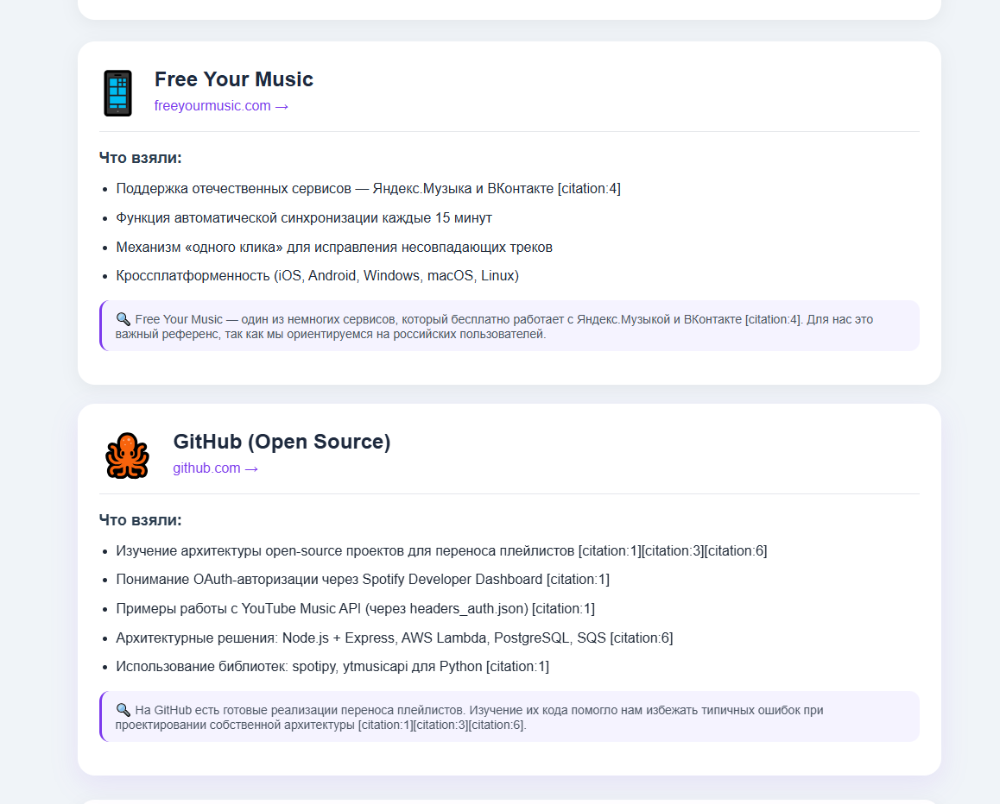 Free Your Music
freeyourmusic.com →
Что взяли:
• Поддержка отечественных сервисов — Яндекс.Музыка и ВКонтакте [citation:4]
• Функция автоматической синхронизации каждые 15 минут
• Механизм «одного клика» для исправления несовпадающих треков
• Кроссплатформенность (iOS, Android, Windows, macOS, Linux)
🔍 Free Your Music — один из немногих сервисов, который бесплатно работает с Яндекс.Музыкой и ВКонтакте [citation:4]. Для нас это
важный референс, так как мы ориентируемся на российских пользователей.
GitHub (Open Source)
github.com →
Что взяли:
• Изучение архитектуры open-source проектов для переноса плейлистов [citation:1][citation:3][citation:6]
• Понимание OAuth-авторизации через Spotify Developer Dashboard [citation:1]
• Примеры работы с YouTube Music API (через headers_auth.json) [citation:1]
• Архитектурные решения: Node.js + Express, AWS Lambda, PostgreSQL, SQS [citation:6]
• Использование библиотек: spotipy, ytmusicapi для Python [citation:1]
🔍 На GitHub есть готовые реализации переноса плейлистов. Изучение их кода помогло нам избежать типичных ошибок при
проектировании собственной архитектуры [citation:1][citation:3][citation:6].